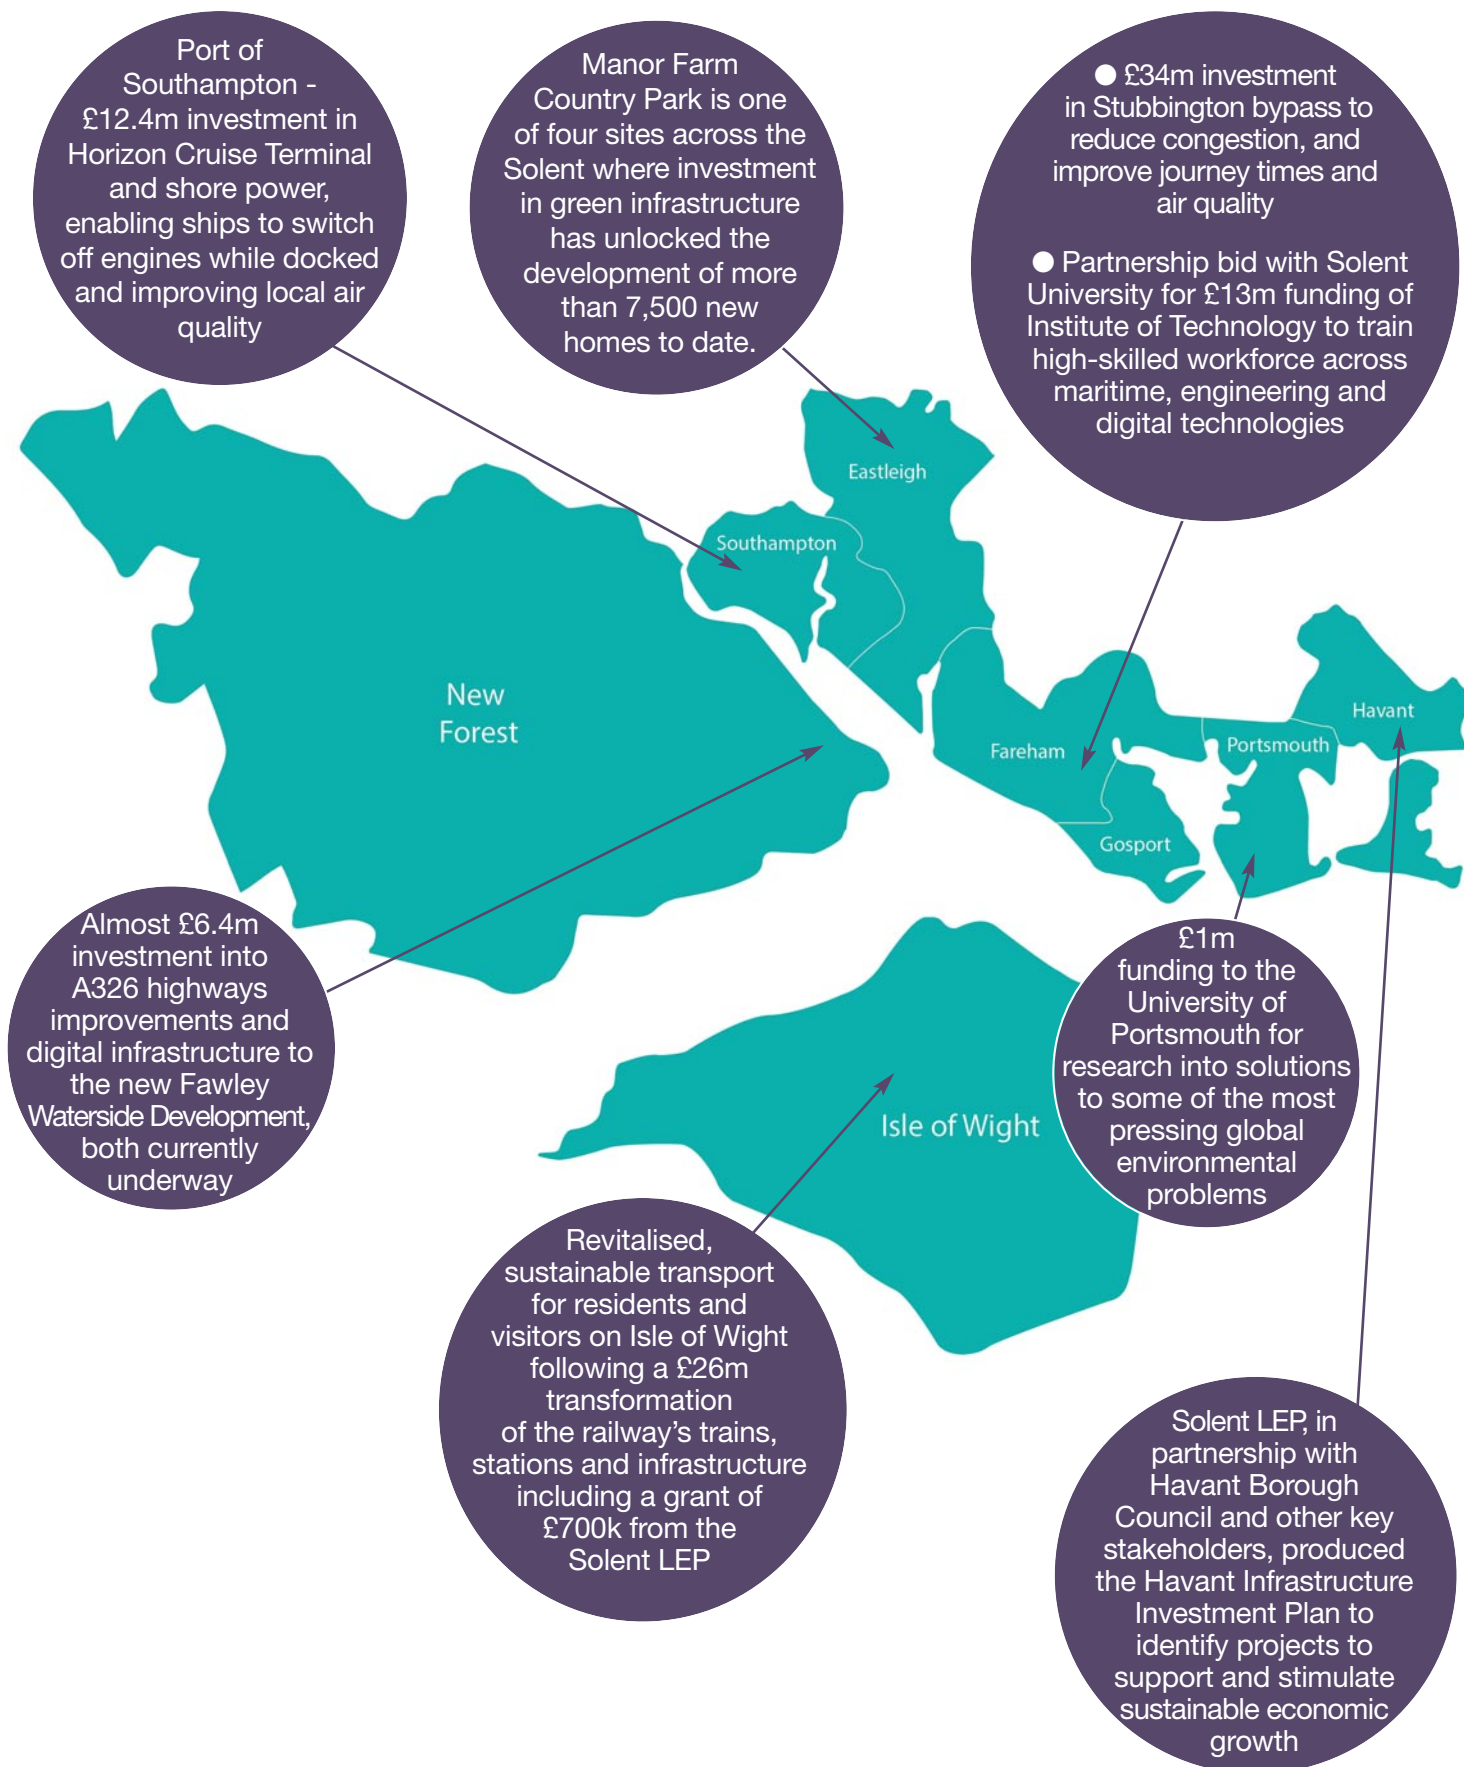 Port of
Southampton -
£12.4m investment in
Horizon Cruise Terminal
and shore power,
enabling ships to switch
off engines while docked
and improving local air
quality
Manor Farm
Country Park is one
of four sites across the
Solent where investment
in green infrastructure
has unlocked the
development of more
than 7,500 new
homes to date.
● £34m investment
in Stubbington bypass to
reduce congestion, and
improve journey times and
air quality
● Partnership bid with Solent
University for £13m funding of
Institute of Technology to train
high-skilled workforce across
maritime, engineering and
digital technologies
Eastleigh
Southampton
New
Forest
Havant
Portsmouth
Fareham
Gosport
Almost £6.4m
investment into
A326 highways
improvements and
digital infrastructure to
the new Fawley
Waterside Development,
both currently
underway
£1m
funding to the
University of
Portsmouth for
research into solutions
to some of the most
pressing global
environmental
problems
Isle of Wight
Revitalised,
sustainable transport
for residents and
visitors on Isle of Wight
following a £26m
transformation
of the railway's trains,
stations and infrastructure
including a grant of
£700k from the
Solent LEP
Solent LEP, in
partnership with
Havant Borough
Council and other key
stakeholders, produced
the Havant Infrastructure
Investment Plan to
identify projects to
support and stimulate
sustainable economic
growth